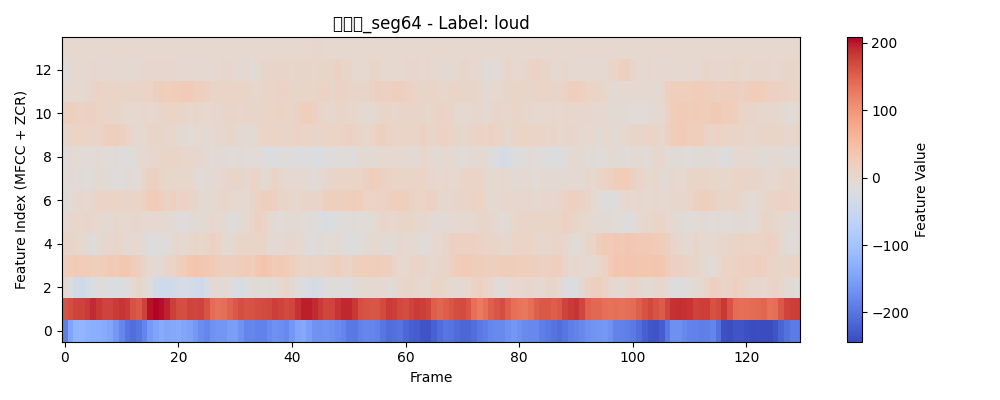 _seg64 - Label: loud
Feature Index (MFCC + ZCR)
12
10
8
6
4
2
0
0 20 40 60 80 100 120
Frame
200
100
0
−100
−200
Feature Value